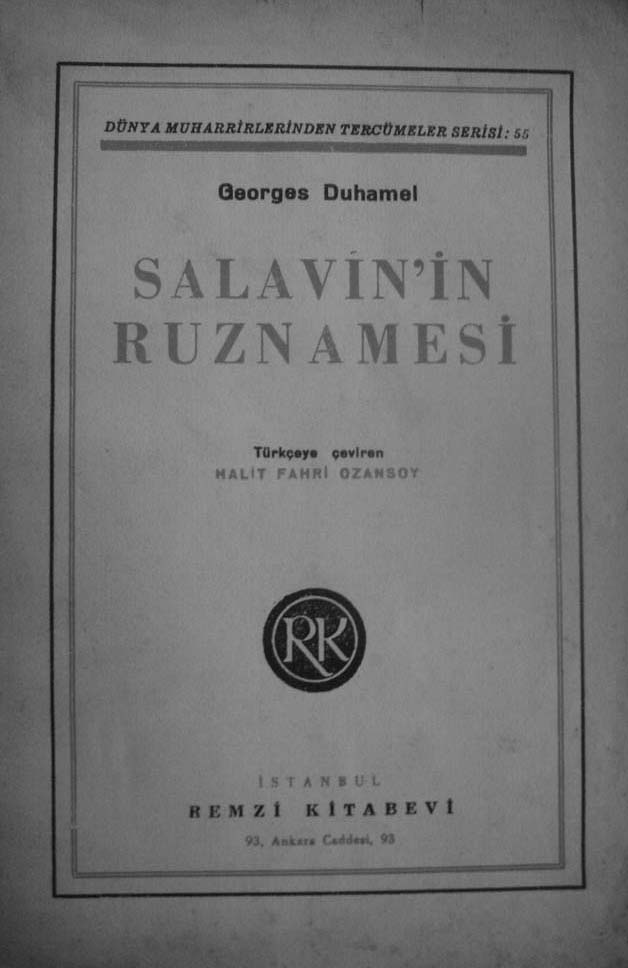 DÜNYA MUHARRİRLERİNDEN TERCÜMELER SERİSİ: 55
Georges Duhamel
SALAVİN'İN
RUZNAMESİ
Türkçeye çeviren
HALİT FAHRİ OZANSOY
RK
İSTANBUL
REMZİ KİTABEVİ
93, Ankara Caddesi, 93